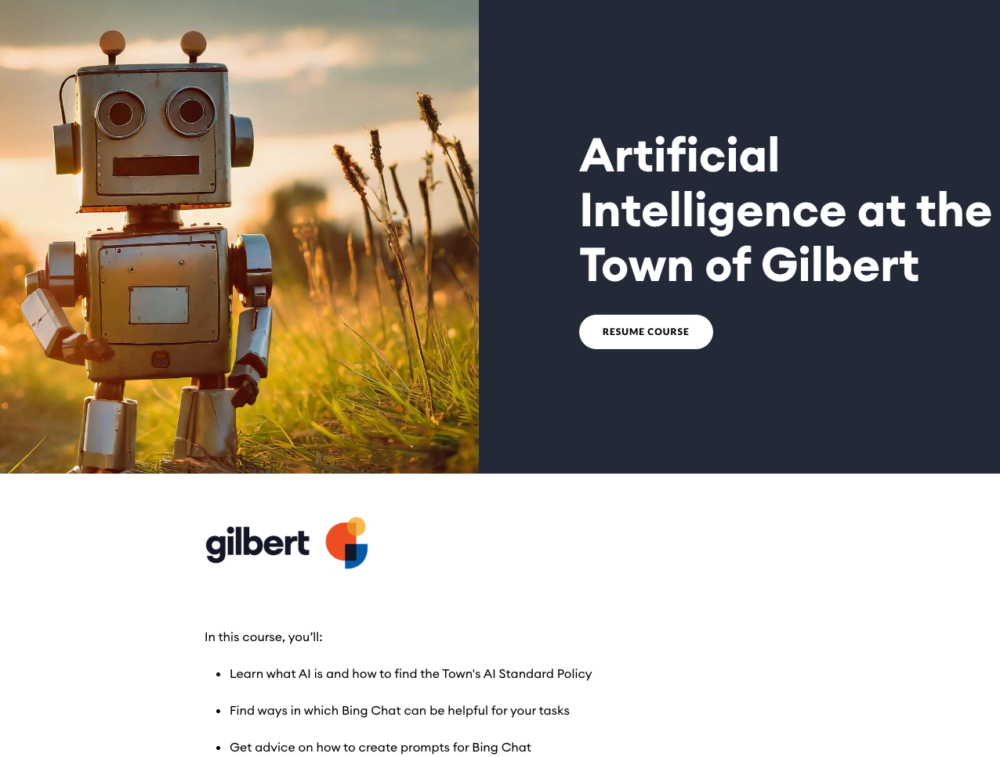 Artificial
Intelligence at the
Town of Gilbert
RESUME COURSE
gilbert
In this course, you’ll:
Learn what AI is and how to find the Town's AI Standard Policy
Find ways in which Bing Chat can be helpful for your tasks
Get advice on how to create prompts for Bing Chat